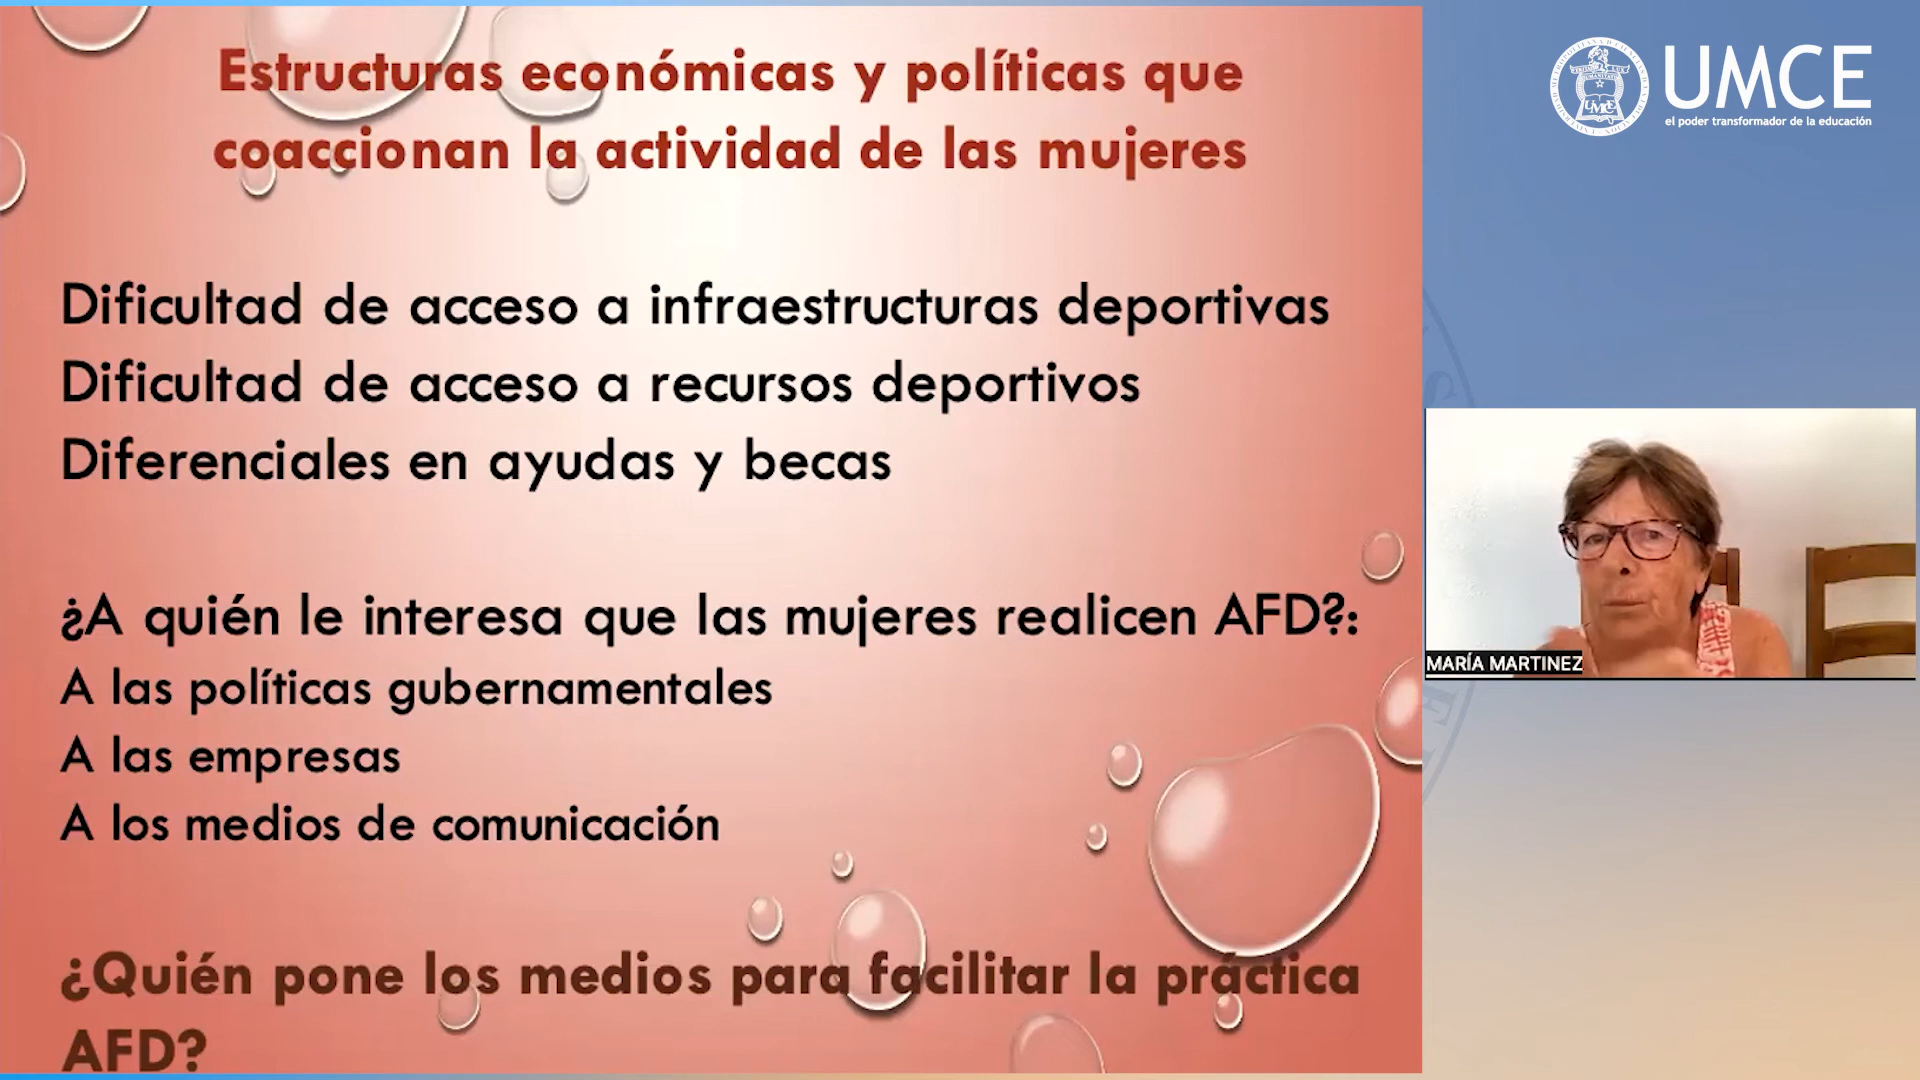 Estructuras económicas y políticas que
coaccionan la actividad de las mujeres
Dificultad de acceso a infraestructuras deportivas
Dificultad de acceso a recursos deportivos
Diferenciales en ayudas y becas
¿A quién le interesa que las mujeres realicen AFD?:
A las políticas gubernamentales
A las empresas
A los medios de comunicación
¿Quién pone los medios para facilitar la práctica
AFD?
UMCE
el poder transformador de la educación
MARÍA MARTINEZ